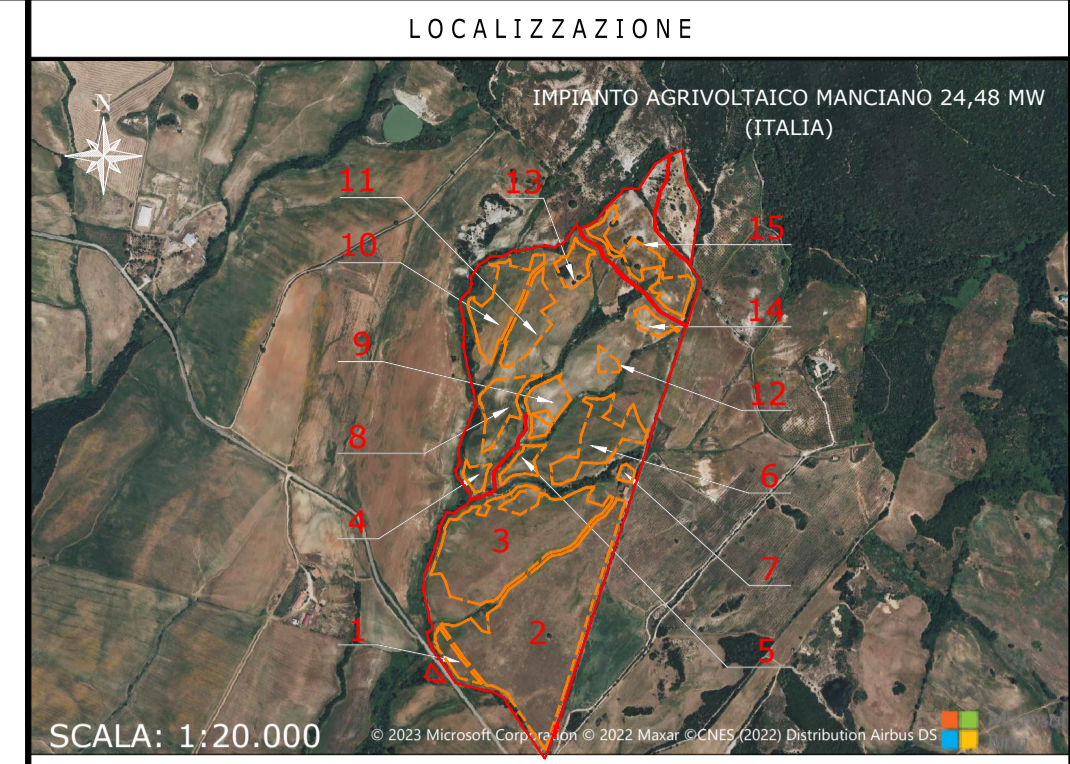 LOCALIZZAZIONE
IMPIANTO AGRIVOLTAICO MANCIANO 24,48 MW
(ITALIA)
N
11
13
15
10
14
9
12
8
6
4
3
7
1
2
5
SCALA: 1:20.000
© 2023 Microsoft Corporation © 2022 Maxar ©CNES (2022) Distribution Airbus DS
Microsoft